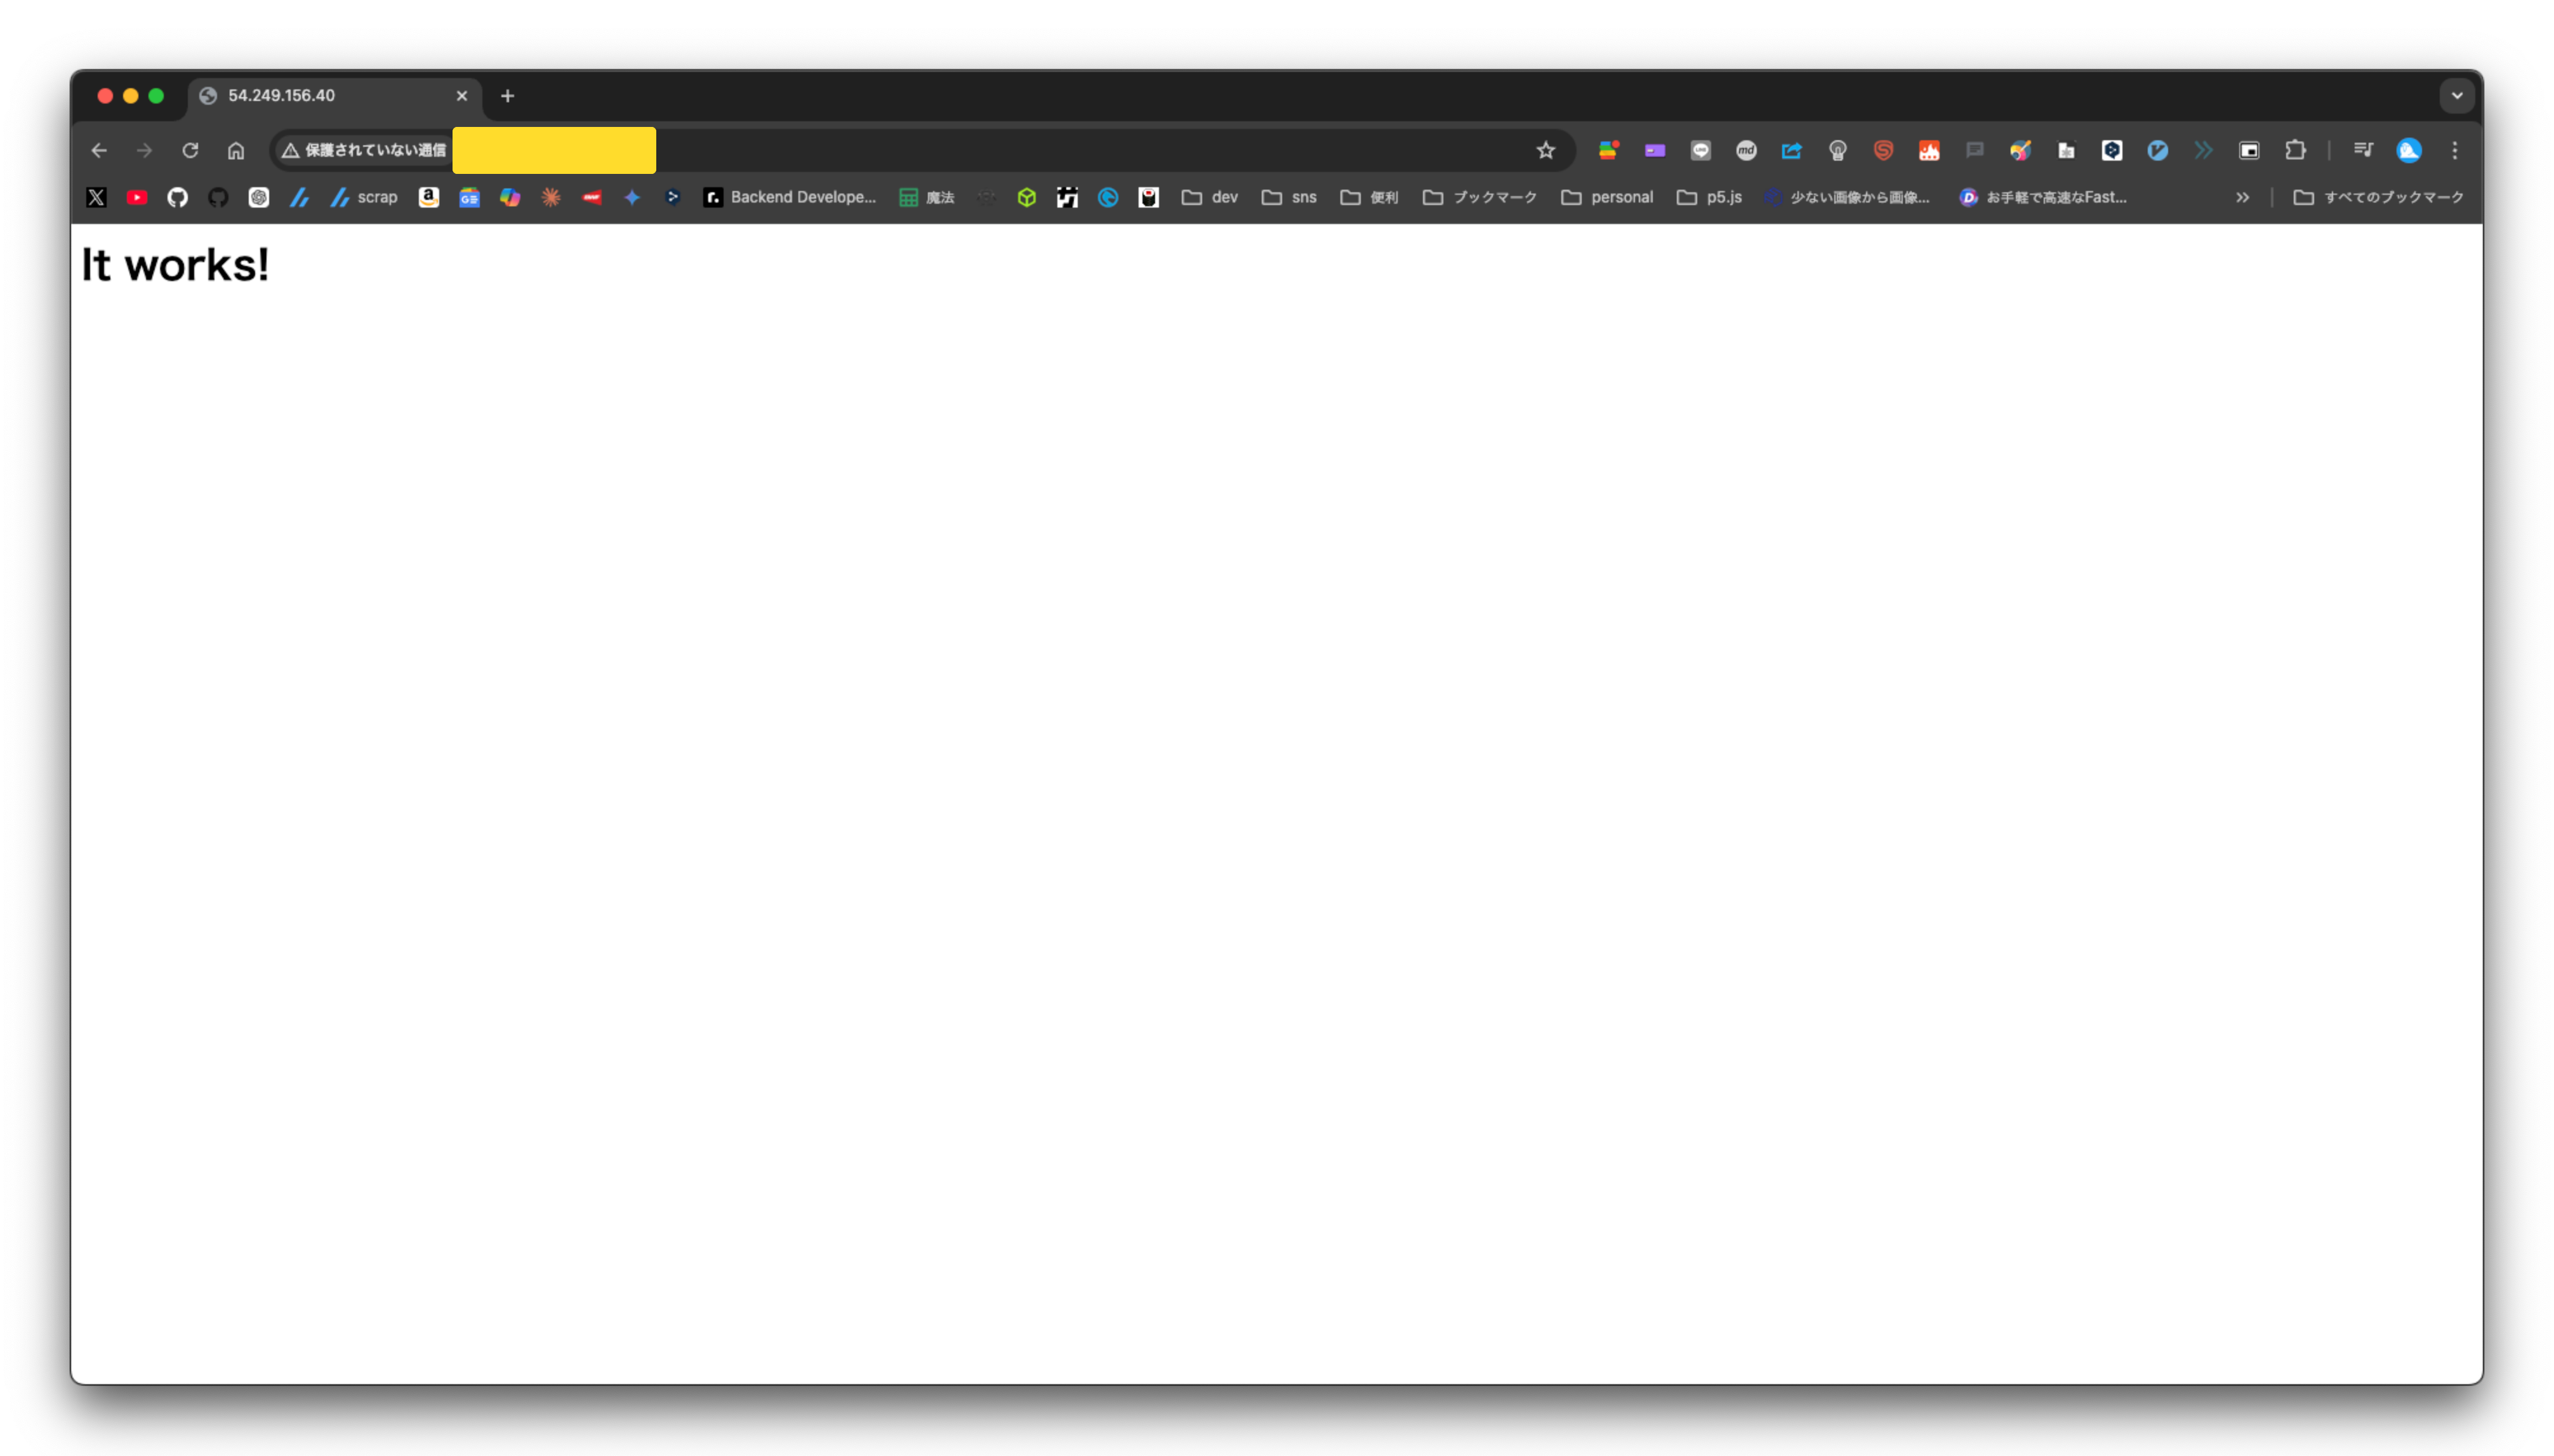 54.249.156.40
保護されていない通信
scrap
Backend Develope...
魔法
dev
sns
便利
ブックマーク
personal
p5.js
少ない画像から画像...
お手軽で高速なFast...
すべてのブックマーク
It works!